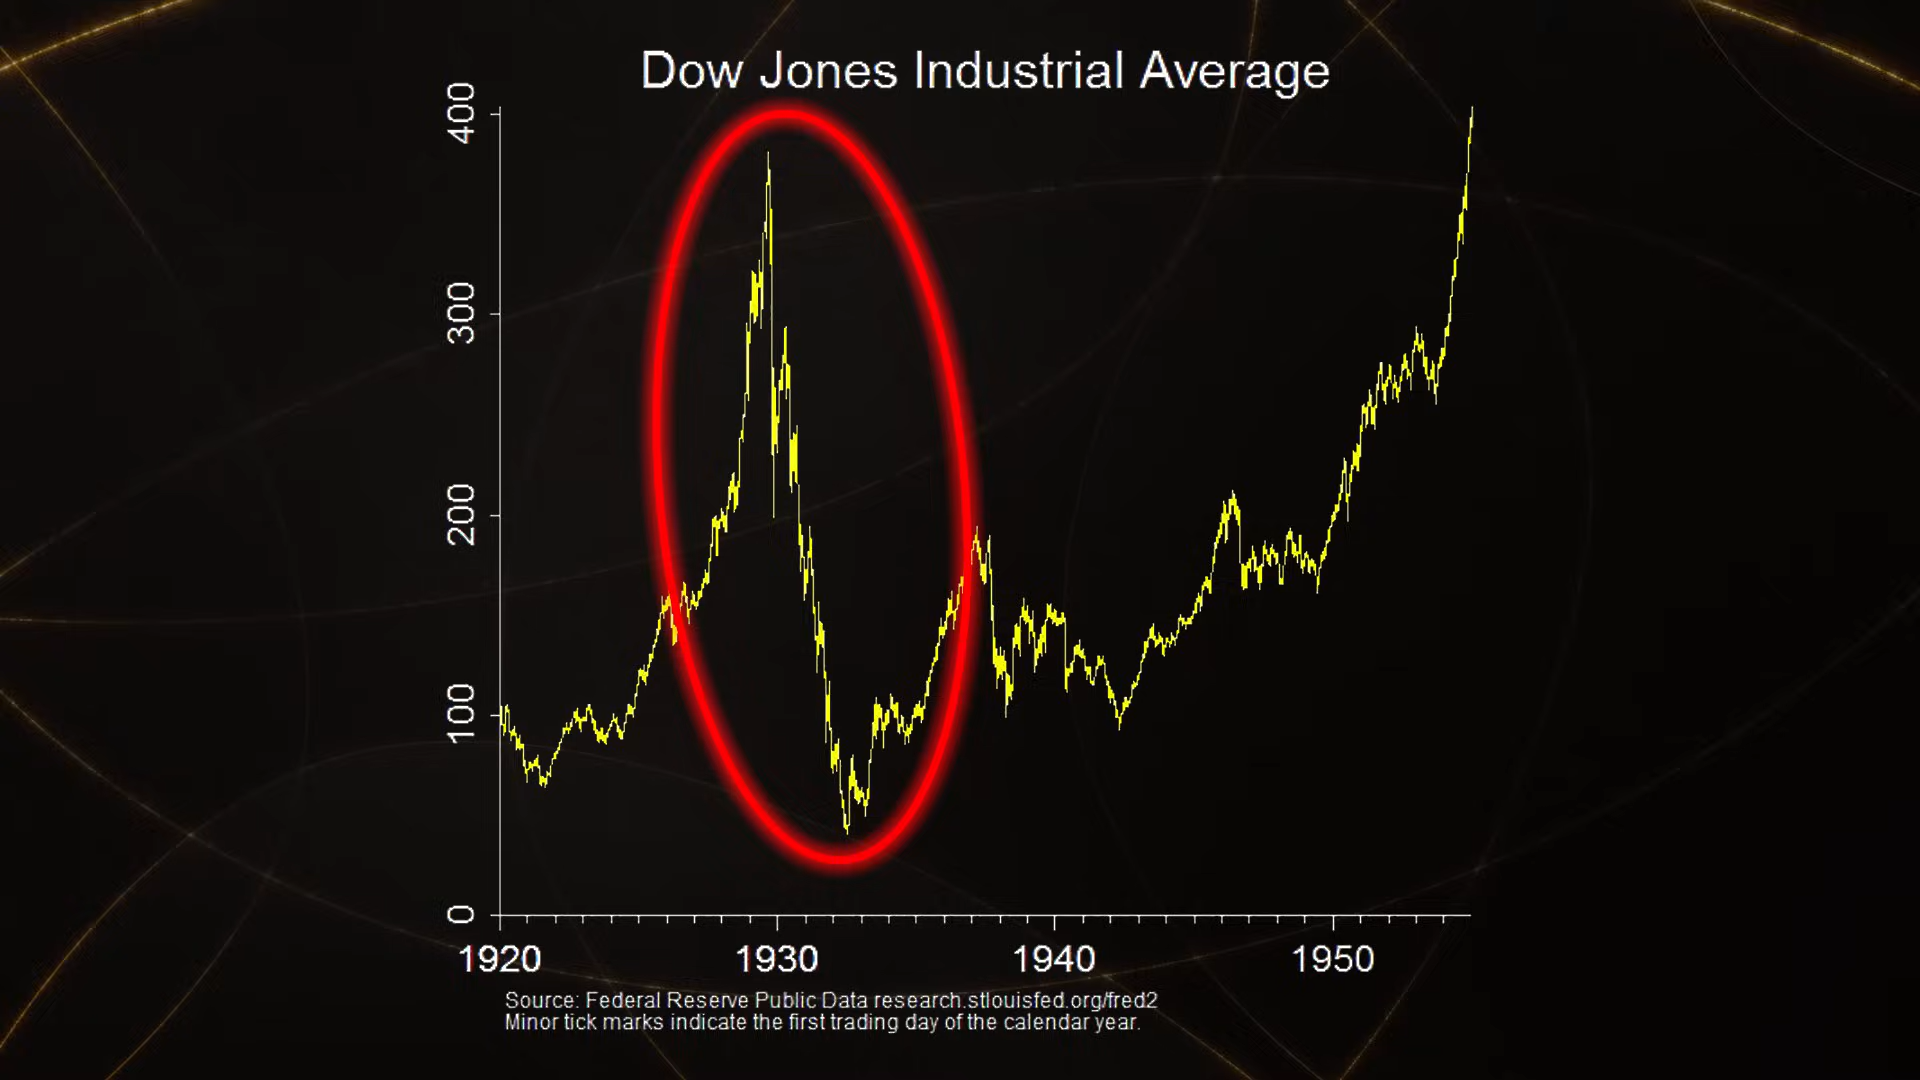 Dow Jones Industrial Average
400
300
200
100
0
1920 1930 1940 1950
Source: Federal Reserve Public Data research.stlouisfed.org/fred2
Minor tick marks indicate the first trading day of the calendar year.